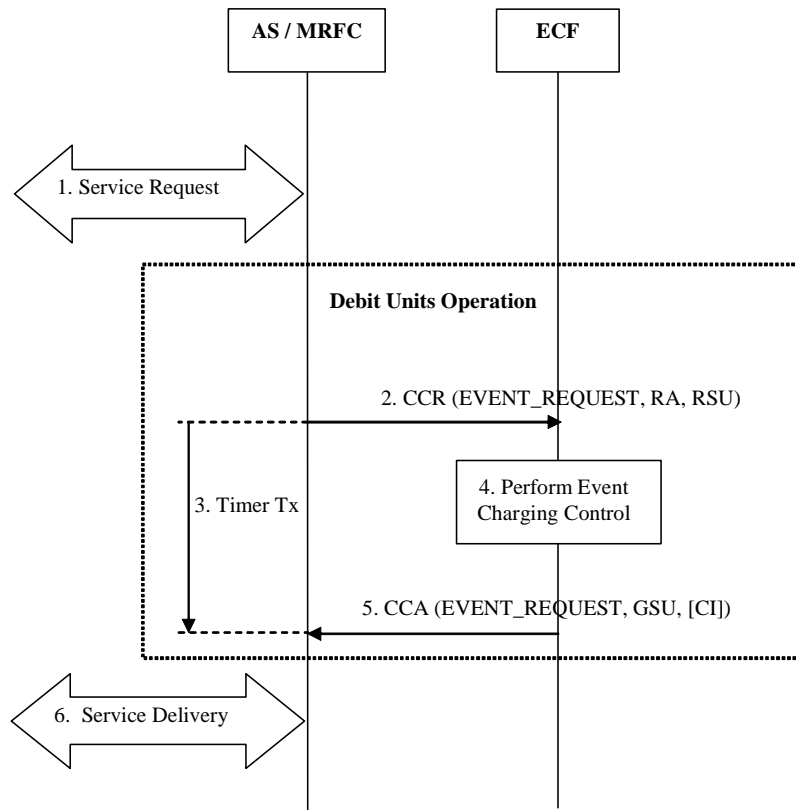 AS / MRFC
ECF
1. Service Request
Debit Units Operation
2. CCR (EVENT_REQUEST, RA, RSU)
3. Timer Tx
4. Perform Event
Charging Control
5. CCA (EVENT_REQUEST, GSU, [CI])
6. Service Delivery